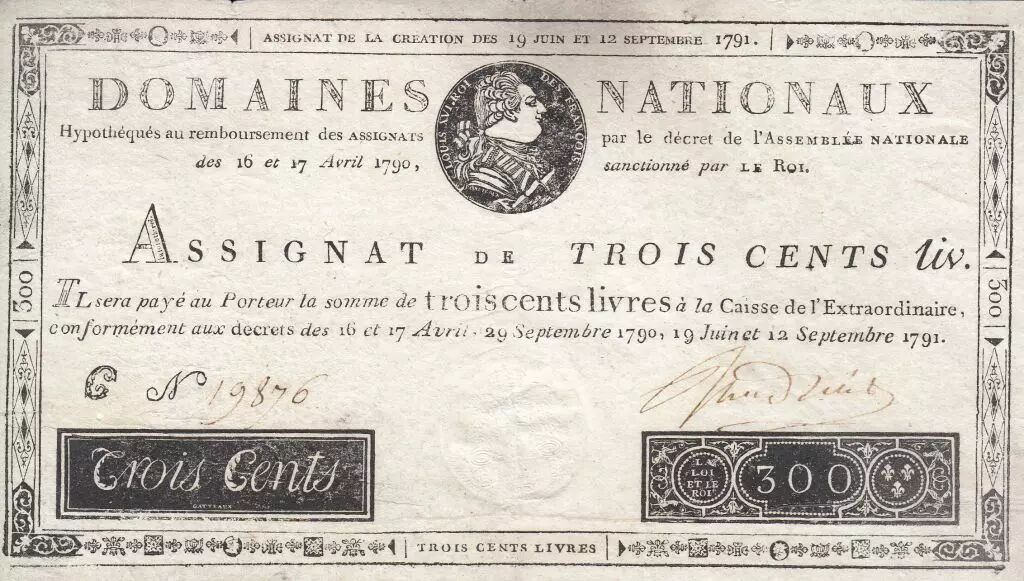 ASSIGNAT DE LA CREATION DES 19 JUIN ET 12 SEPTEMBRE 1791.
DOMAINES NATIONAUX
LOUIS XVI ROI DES FRANÇOIS
Hypothéqués au remboursement des ASSIGNATS par le décret de l'ASSEMBLÉE NATIONALE
des 16 et 17 Avril 1790, sanctionné par LE ROI.
ASSIGNAT DE TROIS CENTS liv.
IL sera payé au Porteur la somme de trois cents livres à la Caisse de l'Extraordinaire,
conformément aux décrets des 16 et 17 Avril. 29 Septembre 1790, 19 Juin et 12 Septembre 1791.
300
300
C No 19876
Trois Cents
GATTEAUX
LA
LOI
ET LE
ROI
300
TROIS CENTS LIVRES